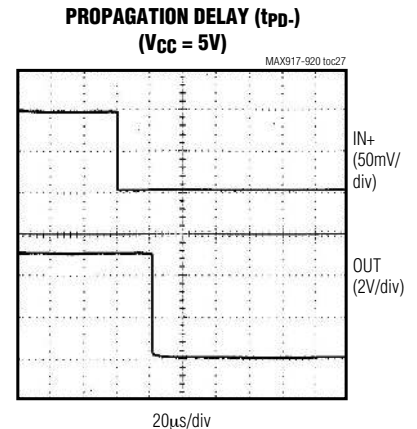 PROPAGATION DELAY (tPD-)
(VCC = 5V)
MAX917-920 toc27
IN+
(50mV/
div)
OUT
(2V/div)
20µs/div